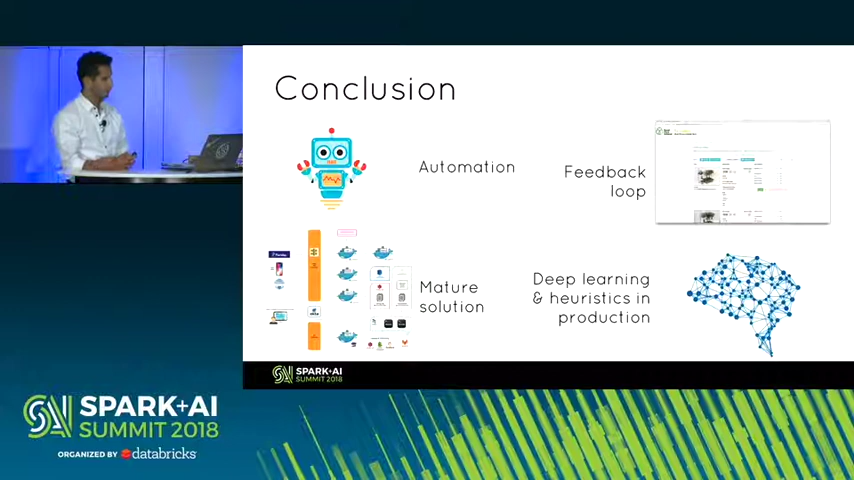 Conclusion
Automation
Feedback
loop
Mature
solution
Deep learning
& heuristics in
production
SPARK+AI
SUMMIT 2018
SPARK+AI
SUMMIT 2018
ORGANIZED BY databricks